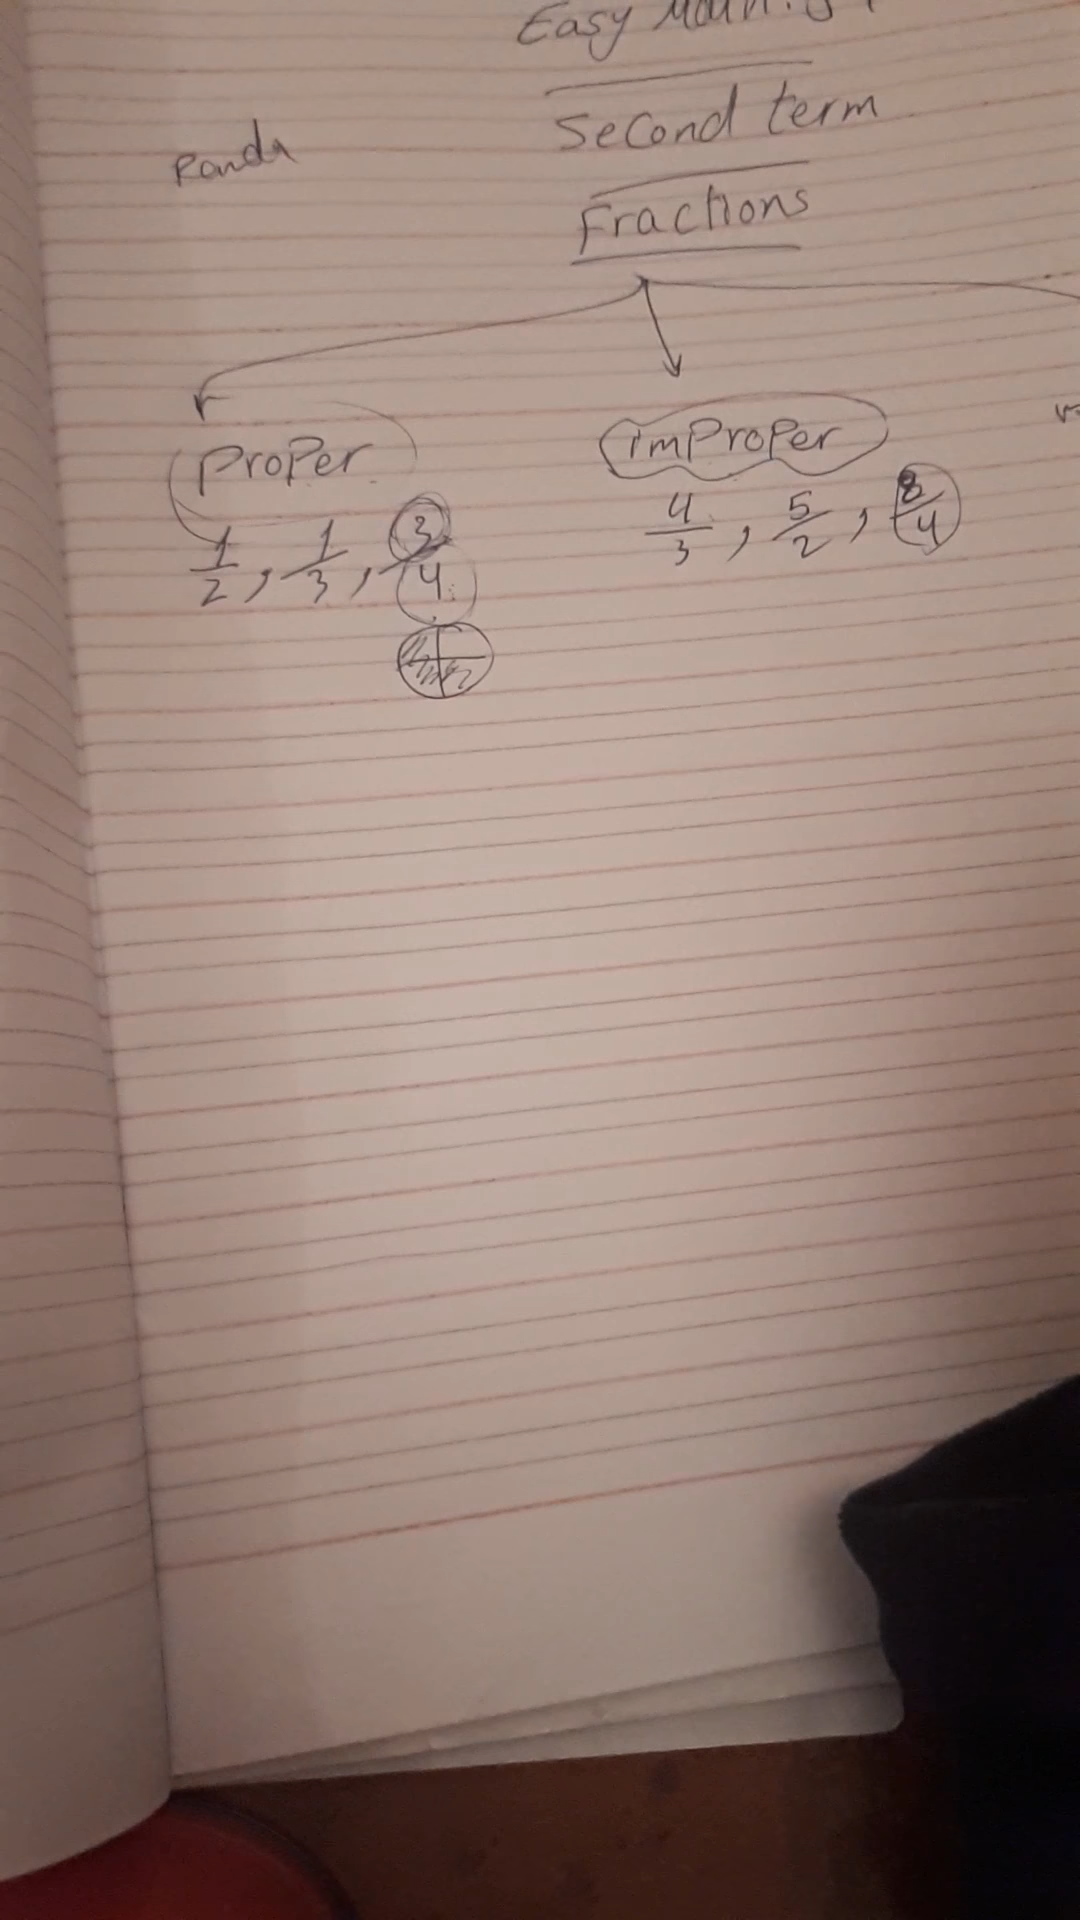 Easy
Second term
Randa
Fractions
Proper
improper
1/2, 1/3, 3/4
4/3, 5/2, 8/4